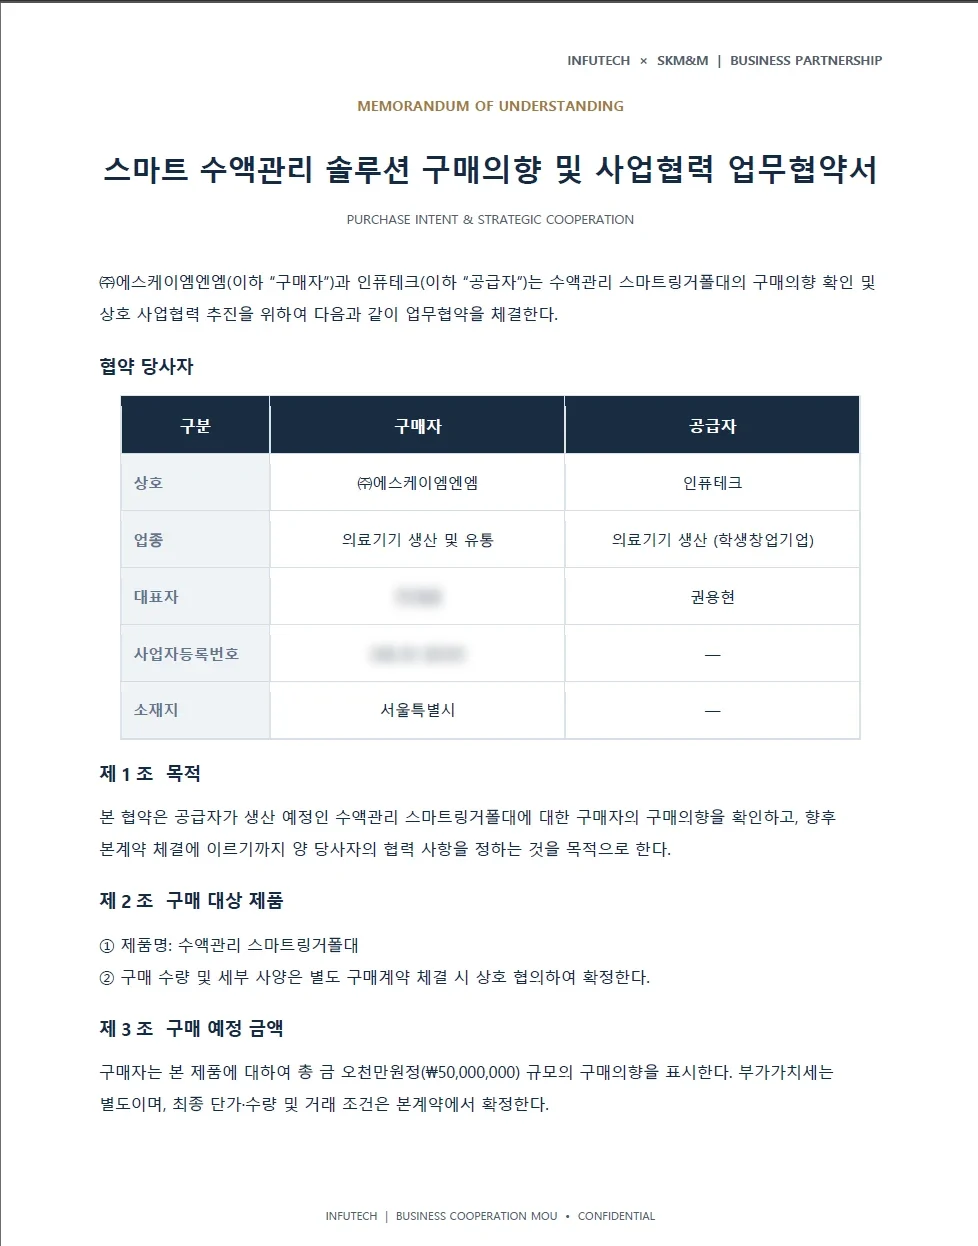 INFUTECH × SKM&M | BUSINESS PARTNERSHIP
MEMORANDUM OF UNDERSTANDING
스마트 수액관리 솔루션 구매의향 및 사업협력 업무협약서
PURCHASE INTENT & STRATEGIC COOPERATION
㈜에스케이엠엔엠(이하 “구매자”)과 인퓨테크(이하 “공급자”)는 수액관리 스마트링거폴대의 구매의향 확인 및
상호 사업협력 추진을 위하여 다음과 같이 업무협약을 체결한다.
협약 당사자
구분 구매자 공급자
상호 ㈜에스케이엠엔엠 인퓨테크
업종 의료기기 생산 및 유통 의료기기 생산 (학생창업기업)
대표자 권용현
사업자등록번호 —
소재지 서울특별시 —
제 1 조 목적
본 협약은 공급자가 생산 예정인 수액관리 스마트링거폴대에 대한 구매자의 구매의향을 확인하고, 향후
본계약 체결에 이르기까지 양 당사자의 협력 사항을 정하는 것을 목적으로 한다.
제 2 조 구매 대상 제품
① 제품명: 수액관리 스마트링거폴대
② 구매 수량 및 세부 사양은 별도 구매계약 체결 시 상호 협의하여 확정한다.
제 3 조 구매 예정 금액
구매자는 본 제품에 대하여 총 금 오천만원정(₩50,000,000) 규모의 구매의향을 표시한다. 부가가치세는
별도이며, 최종 단가·수량 및 거래 조건은 본계약에서 확정한다.
INFUTECH | BUSINESS COOPERATION MOU • CONFIDENTIAL